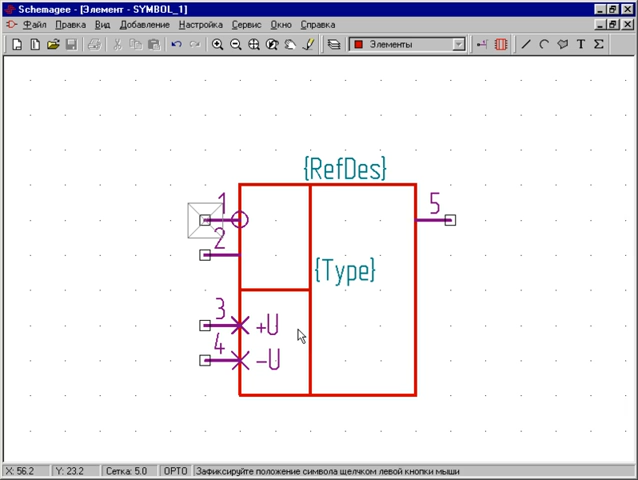 Schemagee - [Элемент - SYMBOL_1]
Файл Правка Вид Добавление Настройка Сервис Окно Справка
Элементы
T Σ
{RefDes}
1
5
2
{Type}
3
+U
4
-U
X: 56.2 Y: 23.2 Сетка: 5.0 ОРТО Зафиксируйте положение символа щелчком левой кнопки мыши